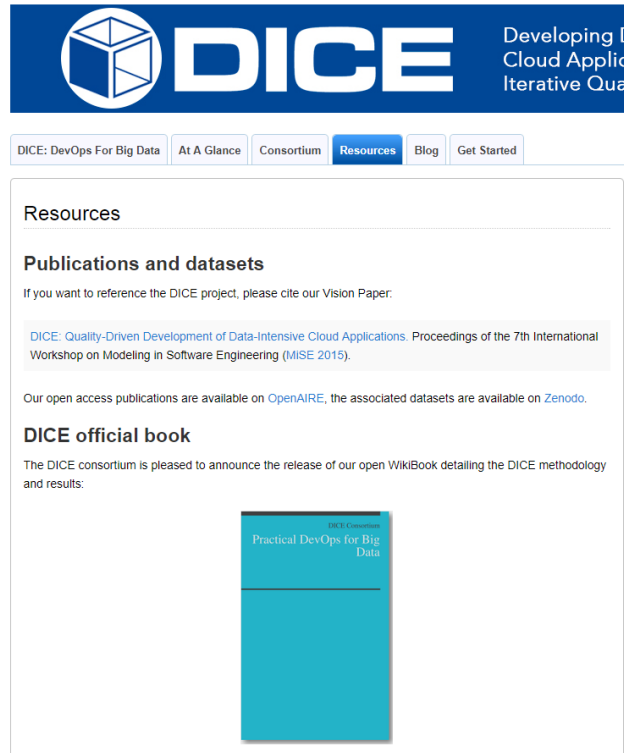 DICE
Developing
Cloud
Iterative
DICE: DevOps For Big Data
At A Glance
Consortium
Resources
Blog
Get Started
Resources
Publications and datasets
If you want to reference the DICE project, please cite our Vision Paper:
DICE: Quality-Driven Development of Data-Intensive Cloud Applications. Proceedings of the 7th International
Workshop on Modeling in Software Engineering (MiSE 2015).
Our open access publications are available on OpenAIRE, the associated datasets are available on Zenodo.
DICE official book
The DICE consortium is pleased to announce the release of our open WikiBook detailing the DICE methodology
and results:
DICE Consortium
Practical DevOps for Big
Data